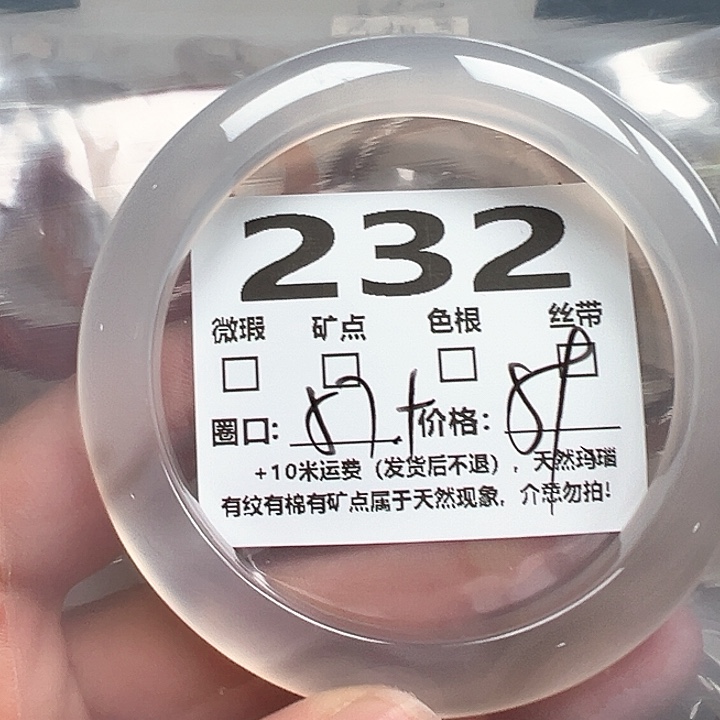 232
微瑕 矿点 色根 丝带
圈口: 价格:
+10米运费(发货后不退),天然玛瑙
有纹有棉有矿点属于天然现象,介意勿拍!